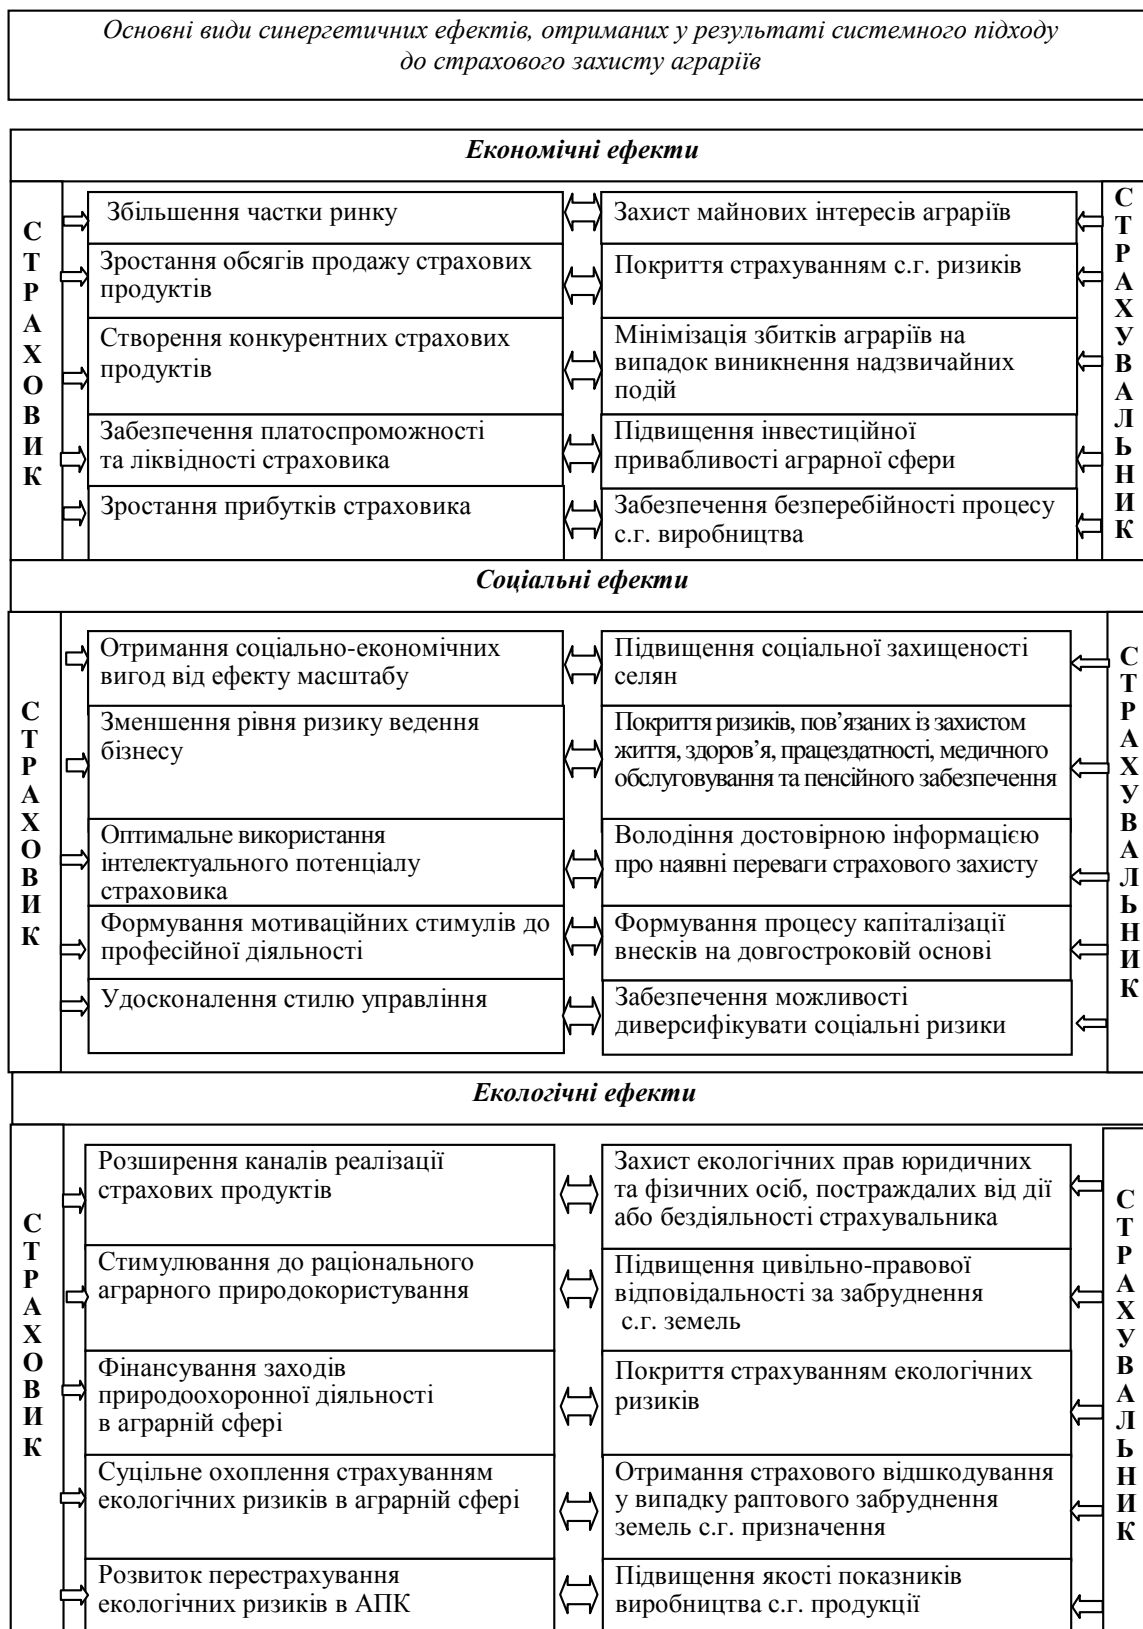 Основні види синергетичних ефектів, отриманих у результаті системного підходу
до страхового захисту аграріїв
Економічні ефекти
СТРАХОВИК
Збільшення частки ринку
Зростання обсягів продажу страхових
продуктів
Створення конкурентних страхових
продуктів
Забезпечення платоспроможності
та ліквідності страховика
Зростання прибутків страховика
Захист майнових інтересів аграріїв
Покриття страхуванням с.г. ризиків
Мінімізація збитків аграріїв на
випадок виникнення надзвичайних
подій
Підвищення інвестиційної
привабливості аграрної сфери
Забезпечення безперебійності процесу
с.г. виробництва
СТРАХУВАЛЬНИК
Соціальні ефекти
СТРАХОВИК
Отримання соціально-економічних
вигод від ефекту масштабу
Зменшення рівня ризику ведення
бізнесу
Оптимальне використання
інтелектуального потенціалу
страховика
Формування мотиваційних стимулів до
професійної діяльності
Удосконалення стилю управління
Підвищення соціальної захищеності
селян
Покриття ризиків, пов’язаних із захистом
життя, здоров’я, працездатності, медичного
обслуговування та пенсійного забезпечення
Володіння достовірною інформацією
про наявні переваги страхового захисту
Формування процесу капіталізації
внесків на довгостроковій основі
Забезпечення можливості
диверсифікувати соціальні ризики
СТРАХУВАЛЬНИК
Екологічні ефекти
СТРАХОВИК
Розширення каналів реалізації
страхових продуктів
Стимулювання до раціонального
аграрного природокористування
Фінансування заходів
природоохоронної діяльності
в аграрній сфері
Суцільне охоплення страхуванням
екологічних ризиків в аграрній сфері
Розвиток перестрахування
екологічних ризиків в АПК
Захист екологічних прав юридичних
та фізичних осіб, постраждалих від дії
або бездіяльності страхувальника
Підвищення цивільно-правової
відповідальності за забруднення
с.г. земель
Покриття страхуванням екологічних
ризиків
Отримання страхового відшкодування
у випадку раптового забруднення
земель с.г. призначення
Підвищення якості показників
виробництва с.г. продукції
СТРАХУВАЛЬНИК